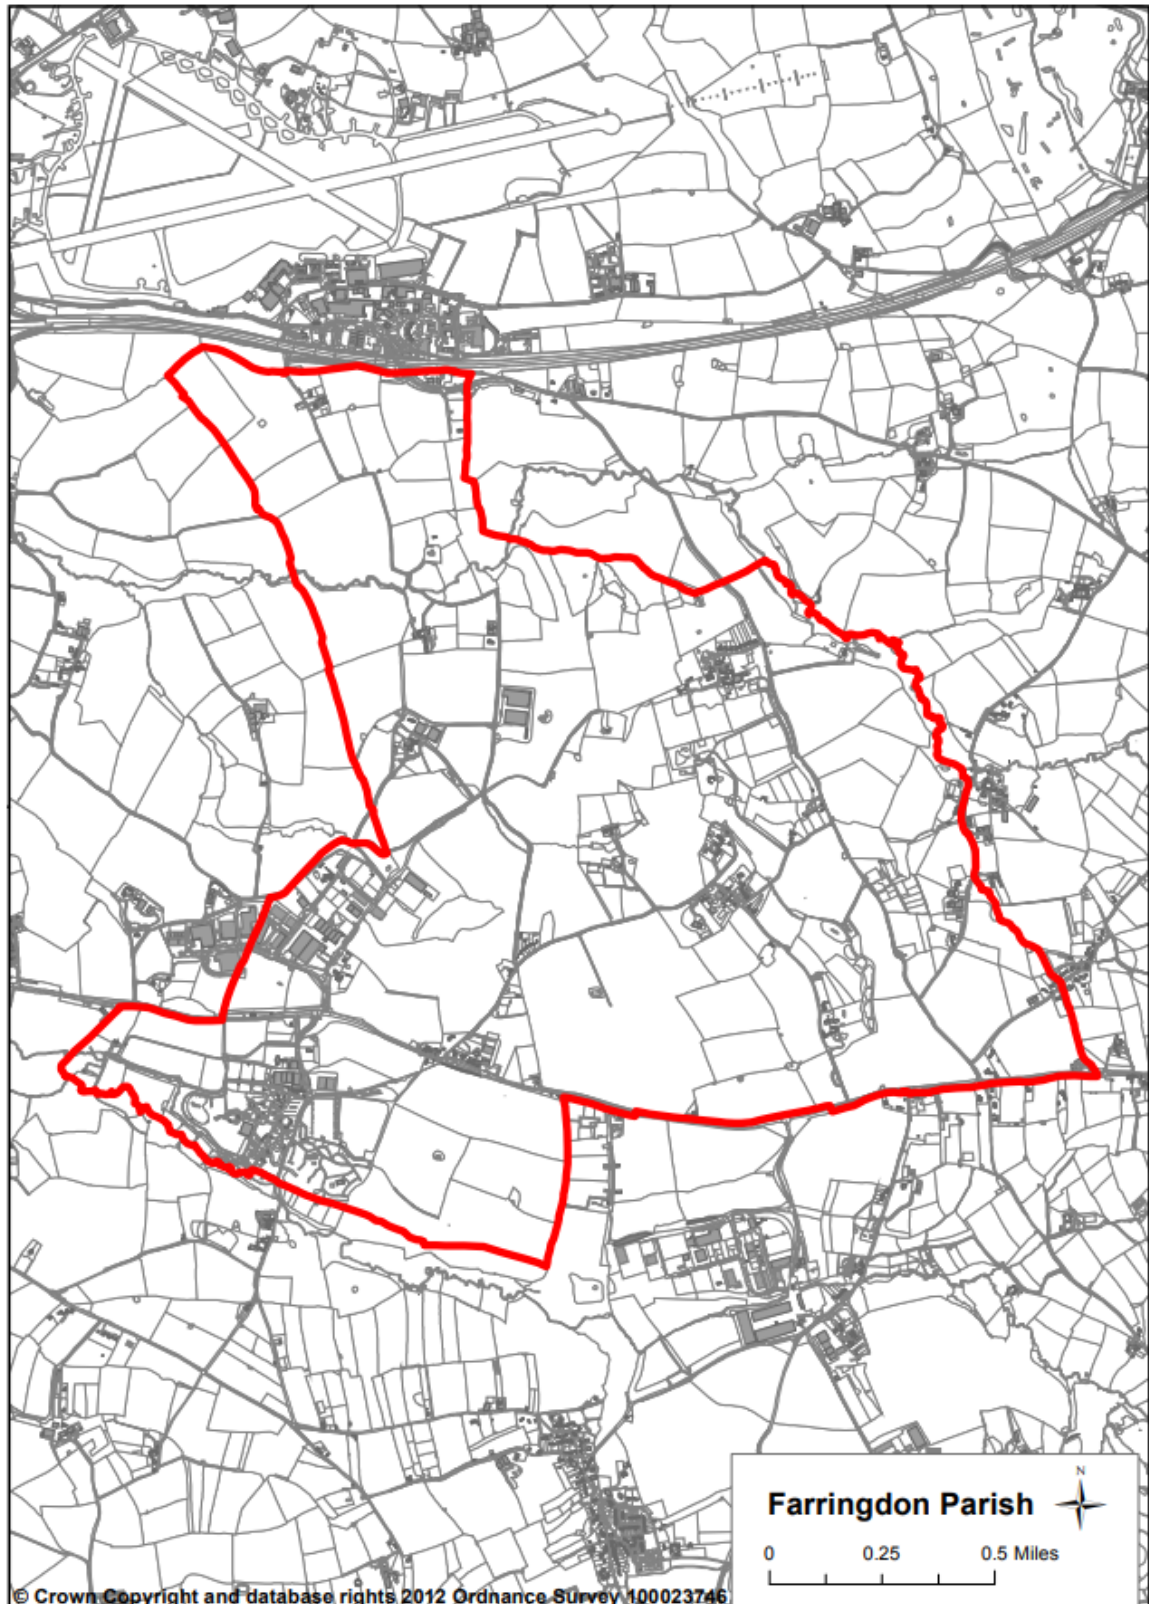 N
Farringdon Parish
0 0.25 0.5 Miles
© Crown Copyright and database rights 2012 Ordnance Survey 100023746